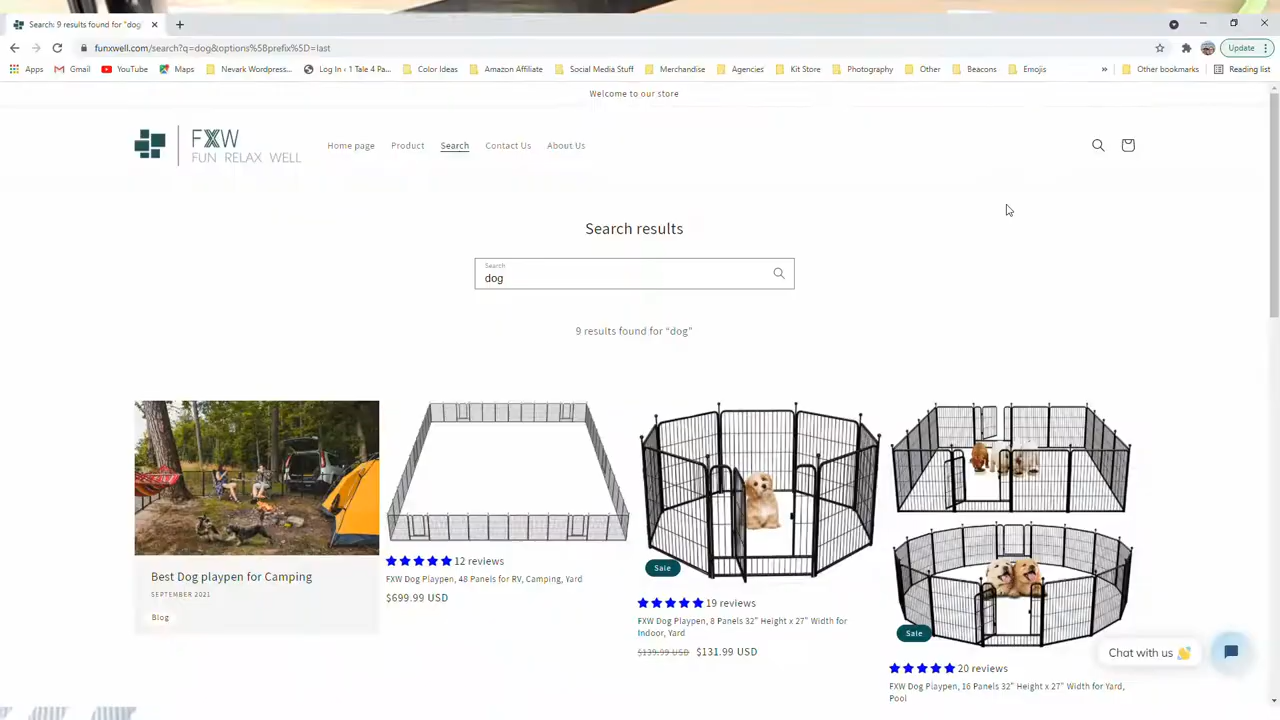 Search: 9 results found for "dog
funxwell.com/search?q=dog&options%5Bprefix%5D=last
Update
Apps
Gmail
YouTube
Maps
Nevark Wordpress...
Log In ‹ 1 Tale 4 Pa...
Color Ideas
Amazon Affiliate
Social Media Stuff
Merchandise
Agencies
Kit Store
Photography
Other
Beacons
Emojis
»
Other bookmarks
Reading list
Welcome to our store
FXW
FUN RELAX WELL
Home page
Product
Search
Contact Us
About Us
Search results
Search
dog
9 results found for “dog”
Best Dog playpen for Camping
SEPTEMBER 2021
Blog
12 reviews
FXW Dog Playpen, 48 Panels for RV, Camping, Yard
$699.99 USD
Sale
19 reviews
FXW Dog Playpen, 8 Panels 32" Height x 27" Width for
Indoor, Yard
$139.99 USD $131.99 USD
Sale
20 reviews
FXW Dog Playpen, 16 Panels 32" Height x 27" Width for Yard,
Pool
Chat with us 👋